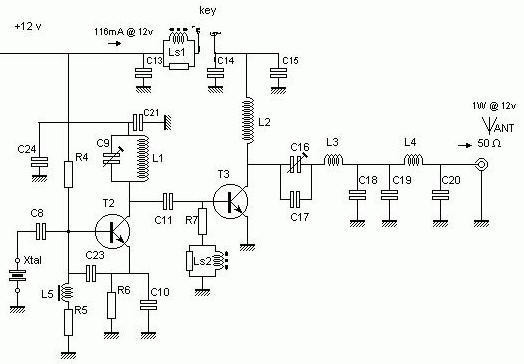 key
+12 v
116mA @ 12v
Ls1
C13
C14
C15
C21
1W @ 12v
ANT
50 Ω
C24
C9
L1
L2
R4
T3
C16
L3
L4
T2
C11
R7
C17
C18
C19
C20
C8
Xtal
C23
Ls2
L5
R5
R6
C10